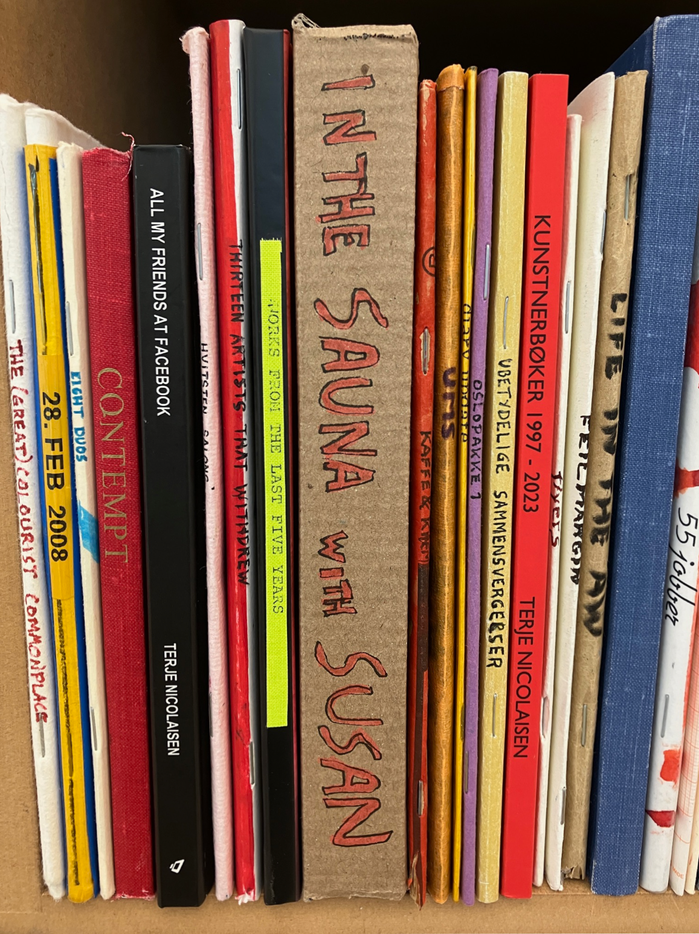 THE (GREAT) COLOURIST COMMONPLACE
28. FEB 2008
EIGHT DUOS
CONTEMPT
ALL MY FRIENDS AT FACEBOOK
TERJE NICOLAISEN
THIRTEEN ARTISTS THAT WITHDREW
WORKS FROM THE LAST FIVE YEARS
IN THE SAUNA WITH SUSAN
KAFFE &
OSLOPAKKE 1
UBETYDELIGE SAMMENSVERGELSER
KUNSTNERBØKER 1997 - 2023
TERJE NICOLAISEN
FEILMARGIN
LIFE IN THE
55 jobber